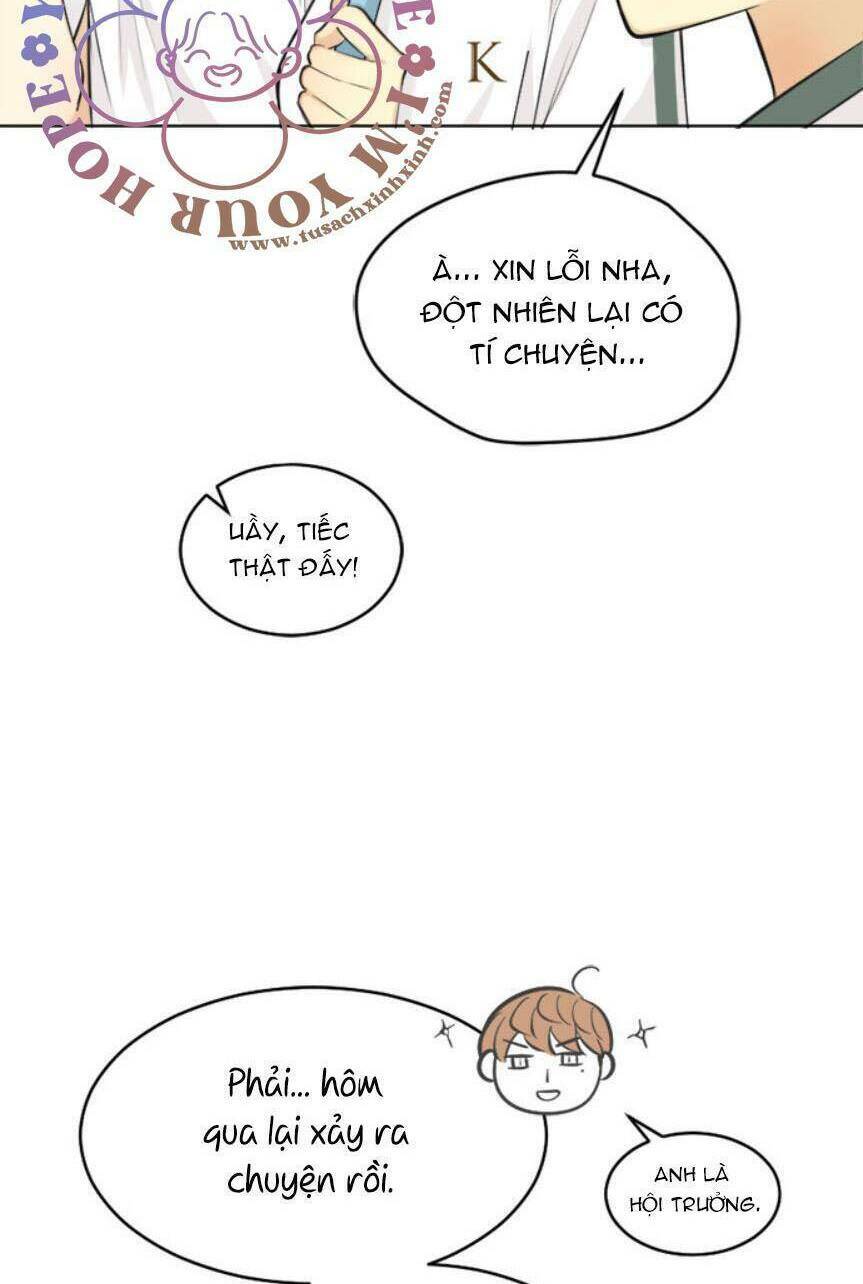 K
HOPE
I'M YOUR HOPE
www.tusachxinhxinh.com
À... XIN LỖI NHA,
ĐỘT NHIÊN LẠI CÓ
TÍ CHUYỆN...
UẦY, TIẾC
THẬT ĐẤY!
Phải... hôm
qua lại xảy ra
chuyện rồi.
ANH LÀ
HỘI TRƯỞNG.